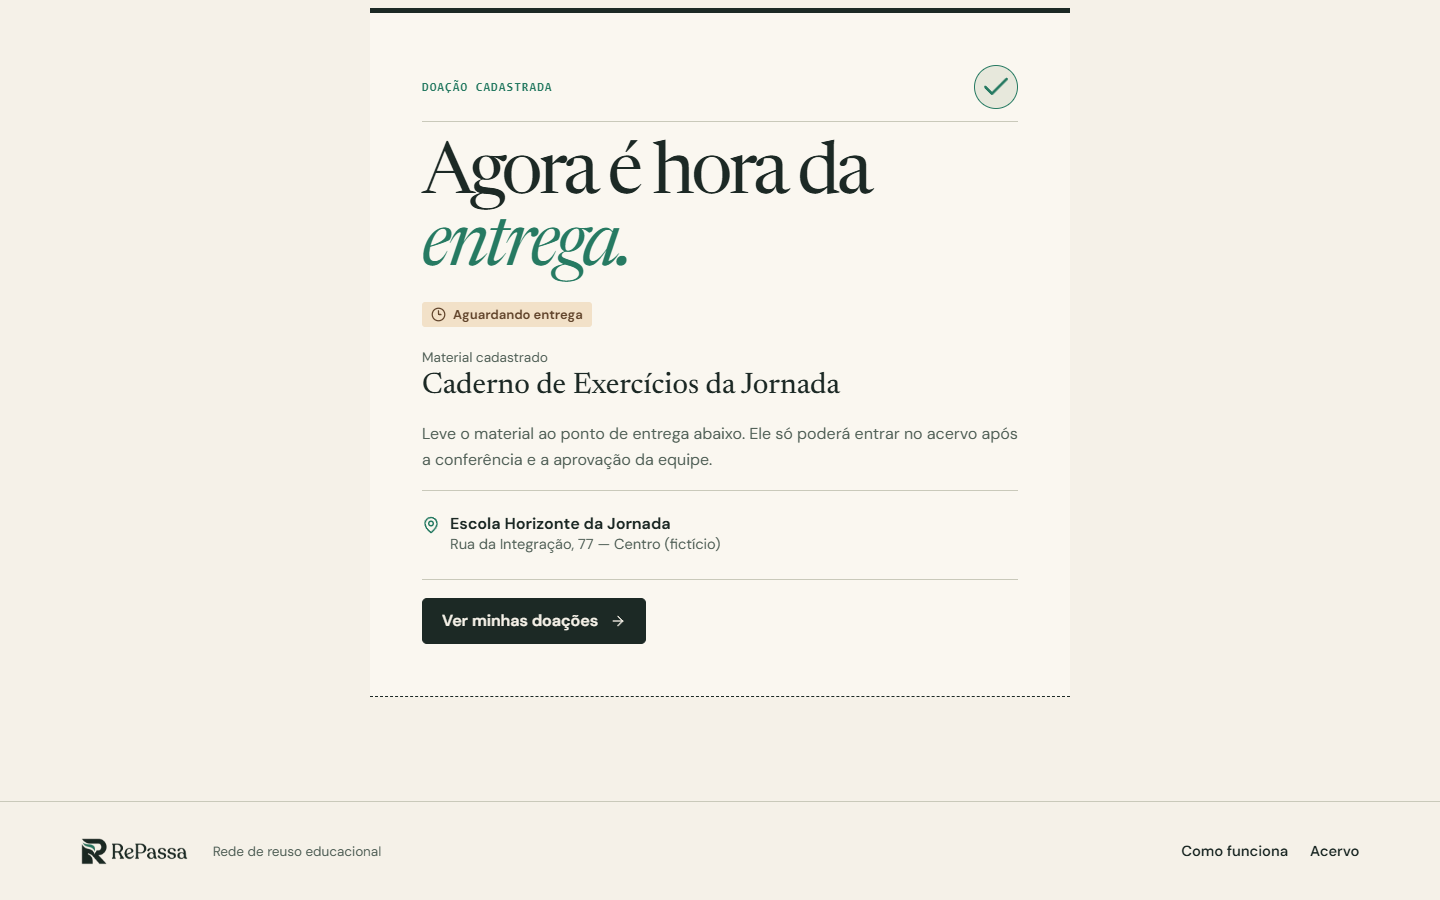 DOAÇÃO CADASTRADA
Agora é hora da
entrega.
Aguardando entrega
Material cadastrado
Caderno de Exercícios da Jornada
Leve o material ao ponto de entrega abaixo. Ele só poderá entrar no acervo após
a conferência e a aprovação da equipe.
Escola Horizonte da Jornada
Rua da Integração, 77 — Centro (fictício)
Ver minhas doações
RePassa
Rede de reuso educacional
Como funciona
Acervo